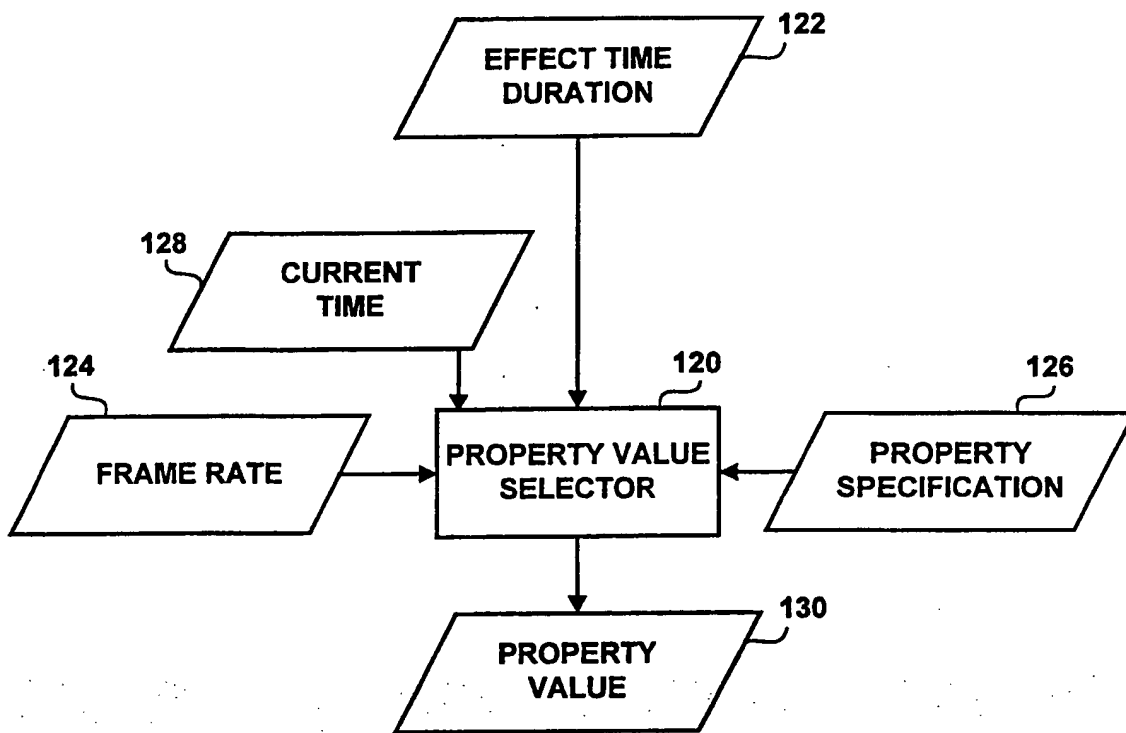 122
EFFECT TIME
DURATION
128
CURRENT
TIME
124
FRAME RATE
120
PROPERTY VALUE
SELECTOR
126
PROPERTY
SPECIFICATION
130
PROPERTY
VALUE